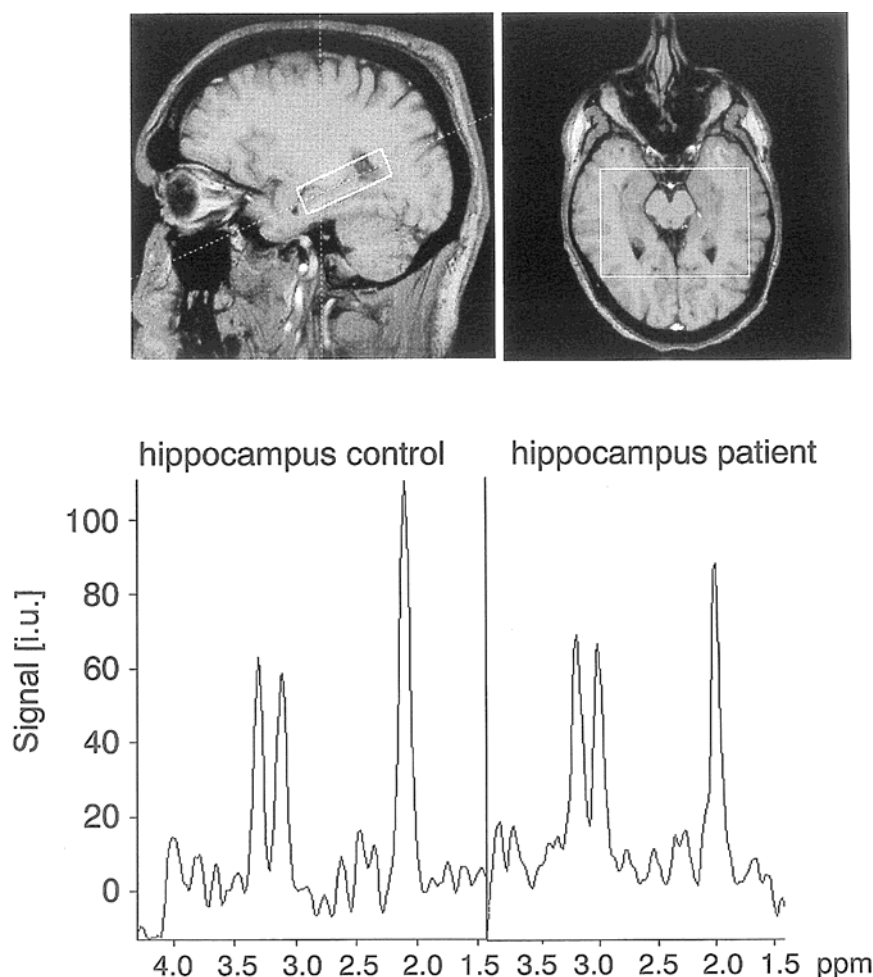 hippocampus control
hippocampus patient
Signal [i.u.]
100
80
60
40
20
0
4.0 3.5 3.0 2.5 2.0 1.5
3.5 3.0 2.5 2.0 1.5 ppm